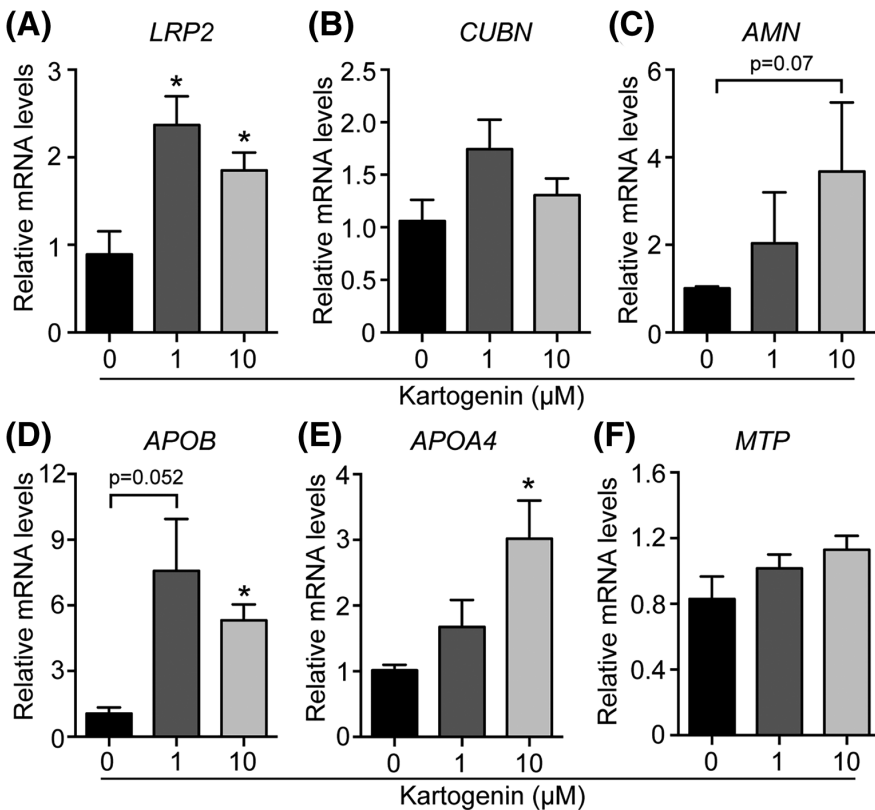 (A) LRP2
(B) CUBN
(C) AMN
Relative mRNA levels
3
2
1
0
*
*
0 1 10
Relative mRNA levels
2.5
2.0
1.5
1.0
0.5
0
0 1 10
Relative mRNA levels
6
4
2
0
p=0.07
0 1 10
Kartogenin (µM)
(D) APOB
(E) APOA4
(F) MTP
Relative mRNA levels
12
9
6
3
0
p=0.052
*
0 1 10
Relative mRNA levels
4
3
2
1
0
*
0 1 10
Relative mRNA levels
1.6
1.2
0.8
0.4
0
0 1 10
Kartogenin (µM)